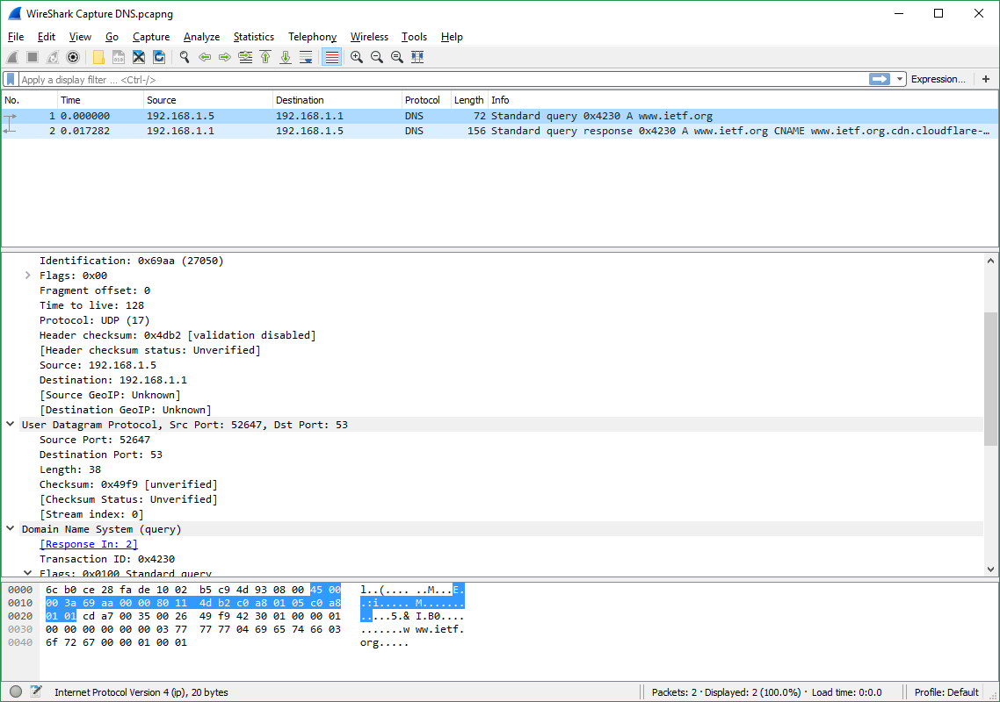 WireShark Capture DNS.pcapng
File Edit View Go Capture Analyze Statistics Telephony Wireless Tools Help
Apply a display filter ... <Ctrl-/> Expression... +
No. Time Source Destination Protocol Length Info
1 0.000000 192.168.1.5 192.168.1.1 DNS 72 Standard query 0x4230 A www.ietf.org
2 0.017282 192.168.1.1 192.168.1.5 DNS 156 Standard query response 0x4230 A www.ietf.org CNAME www.ietf.org.cdn.cloudflare-…
Identification: 0x69aa (27050)
Flags: 0x00
Fragment offset: 0
Time to live: 128
Protocol: UDP (17)
Header checksum: 0x4db2 [validation disabled]
[Header checksum status: Unverified]
Source: 192.168.1.5
Destination: 192.168.1.1
[Source GeoIP: Unknown]
[Destination GeoIP: Unknown]
User Datagram Protocol, Src Port: 52647, Dst Port: 53
Source Port: 52647
Destination Port: 53
Length: 38
Checksum: 0x49f9 [unverified]
[Checksum Status: Unverified]
[Stream index: 0]
Domain Name System (query)
[Response In: 2]
Transaction ID: 0x4230
Flags: 0x0100 Standard query
0000 6c b0 ce 28 fa de 10 02 b5 c9 4d 93 08 00 45 00 l..(..... ..M...E.
0010 00 3a 69 aa 00 00 80 11 4d b2 c0 a8 01 05 c0 a8 .:i..... M.......
0020 01 01 cd a7 00 35 00 26 49 f9 42 30 01 00 00 01 .....5.& I.B0....
0030 00 00 00 00 00 00 03 77 77 77 04 69 65 74 66 03 .......w ww.ietf.
0040 6f 72 67 00 00 01 00 01 org.....
Internet Protocol Version 4 (ip), 20 bytes Packets: 2 · Displayed: 2 (100.0%) · Load time: 0:0.0 Profile: Default